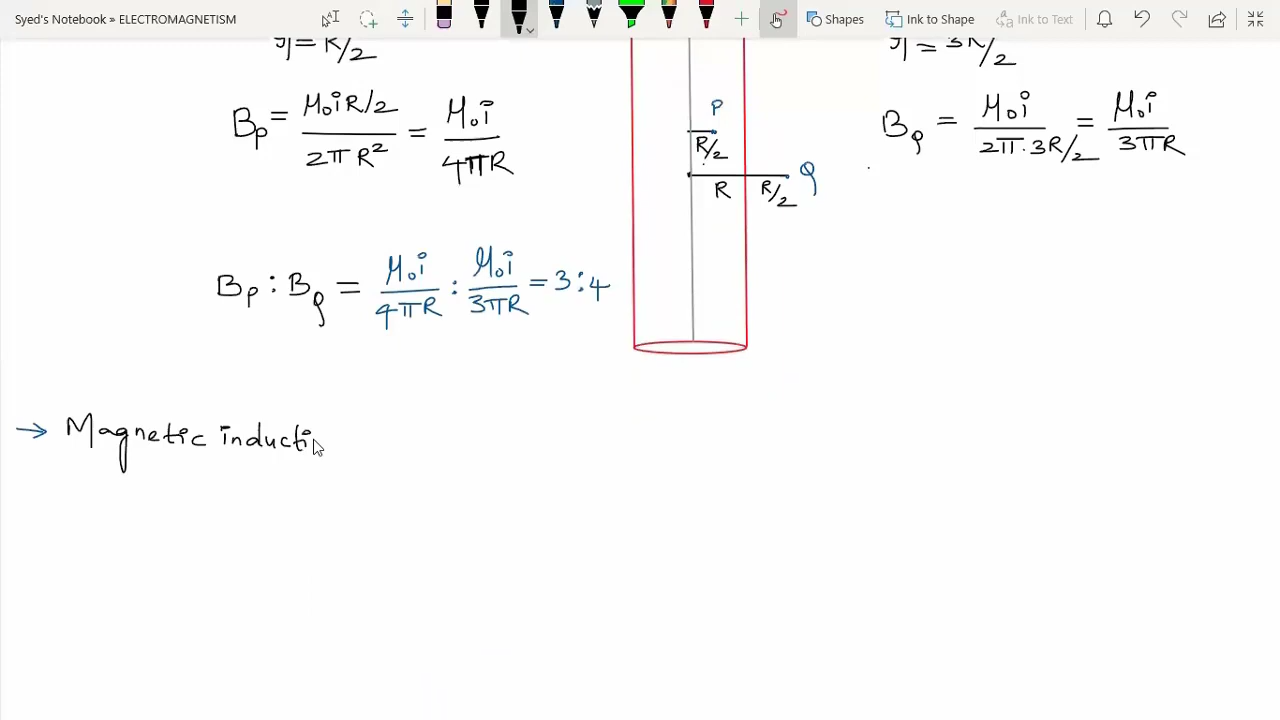 Syed's Notebook » ELECTROMAGNETISM
Shapes
Ink to Shape
Ink to Text
r = R/2
r = 3R/2
Bp = μ₀iR/2 / 2πR² = μ₀i / 4πR
P
R/2
Q
R
R/2
BQ = μ₀i / 2π·3R/2 = μ₀i / 3πR
Bp : BQ = μ₀i / 4πR : μ₀i / 3πR = 3:4
→ Magnetic inducti